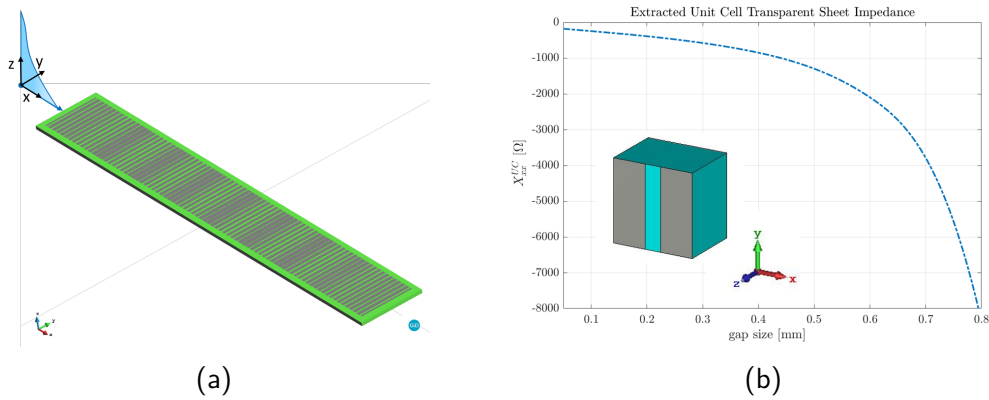 z
y
x
(a)
Extracted Unit Cell Transparent Sheet Impedance
0
-1000
-2000
-3000
-4000
-5000
-6000
-7000
-8000
X_{xx}^{UC} [Ω]
y
z
x
0.1 0.2 0.3 0.4 0.5 0.6 0.7 0.8
gap size [mm]
(b)